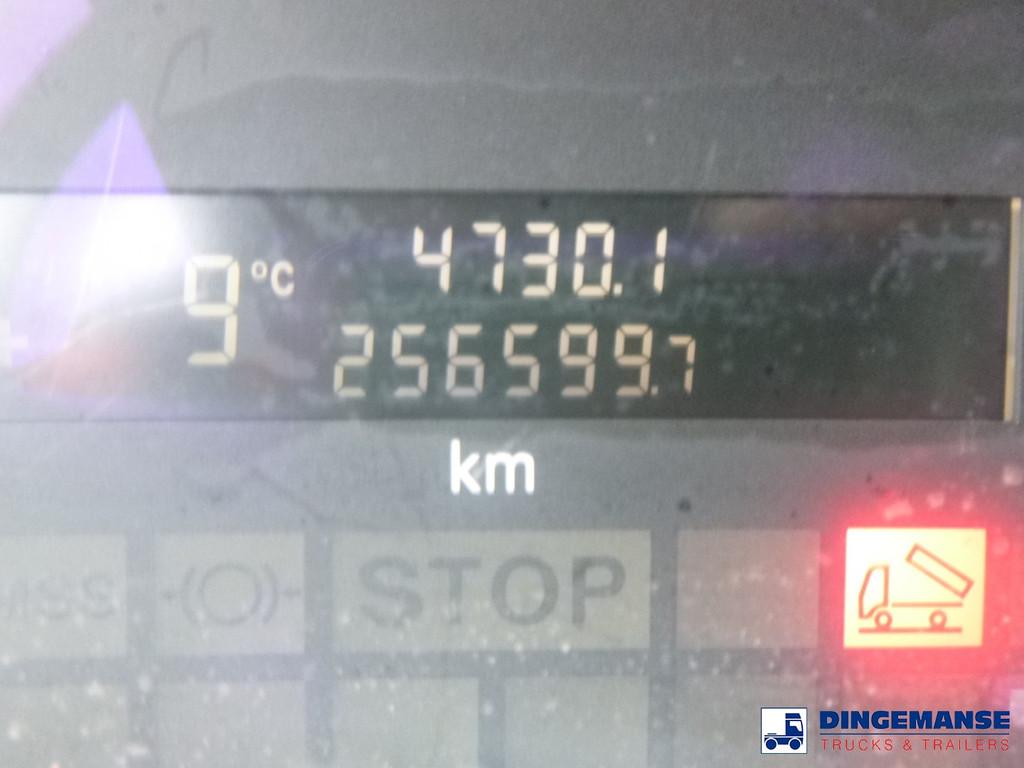 4730.1
9 °C
256599.7
km
STOP
DINGEMANSE
TRUCKS & TRAILERS